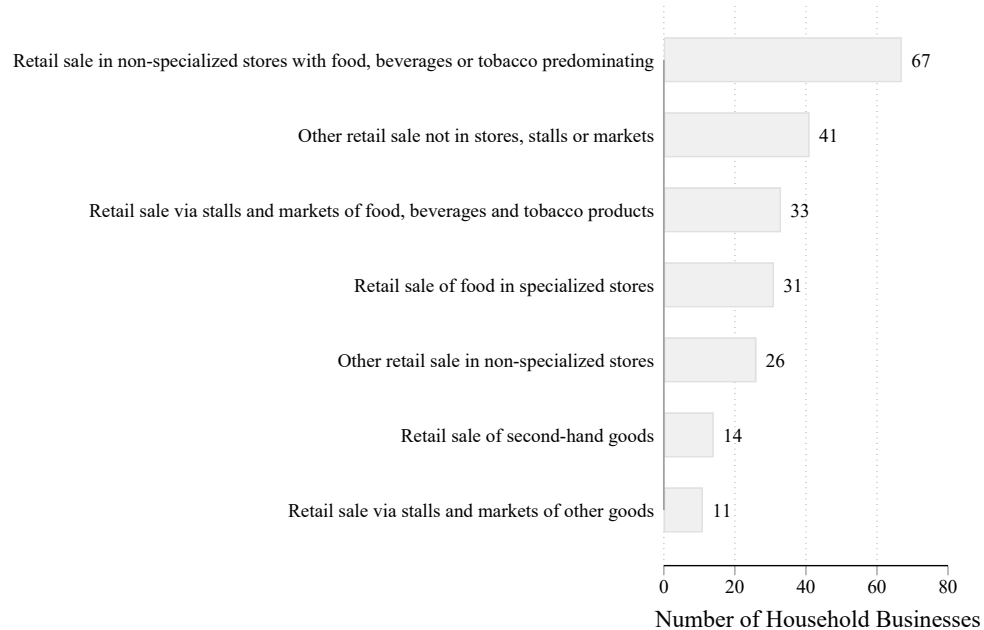 Retail sale in non-specialized stores with food, beverages or tobacco predominating 67
Other retail sale not in stores, stalls or markets 41
Retail sale via stalls and markets of food, beverages and tobacco products 33
Retail sale of food in specialized stores 31
Other retail sale in non-specialized stores 26
Retail sale of second-hand goods 14
Retail sale via stalls and markets of other goods 11
0 20 40 60 80
Number of Household Businesses